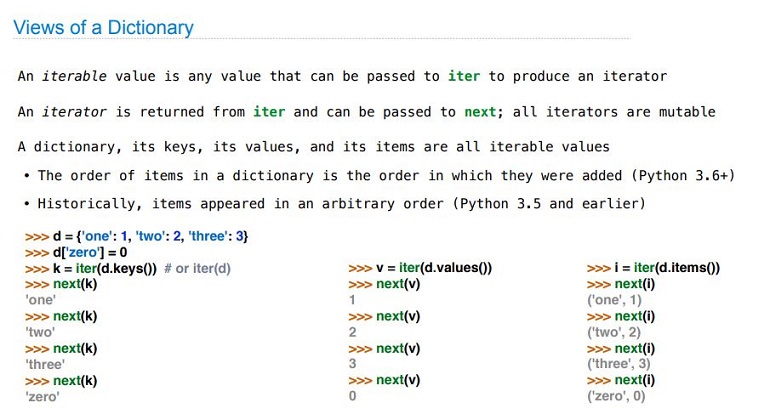 Views of a Dictionary
An iterable value is any value that can be passed to iter to produce an iterator
An iterator is returned from iter and can be passed to next; all iterators are mutable
A dictionary, its keys, its values, and its items are all iterable values
• The order of items in a dictionary is the order in which they were added (Python 3.6+)
• Historically, items appeared in an arbitrary order (Python 3.5 and earlier)
>>> d = {'one': 1, 'two': 2, 'three': 3}
>>> d['zero'] = 0
>>> k = iter(d.keys()) # or iter(d)
>>> next(k)
'one'
>>> next(k)
'two'
>>> next(k)
'three'
>>> next(k)
'zero'
>>> v = iter(d.values())
>>> next(v)
1
>>> next(v)
2
>>> next(v)
3
>>> next(v)
0
>>> i = iter(d.items())
>>> next(i)
('one', 1)
>>> next(i)
('two', 2)
>>> next(i)
('three', 3)
>>> next(i)
('zero', 0)